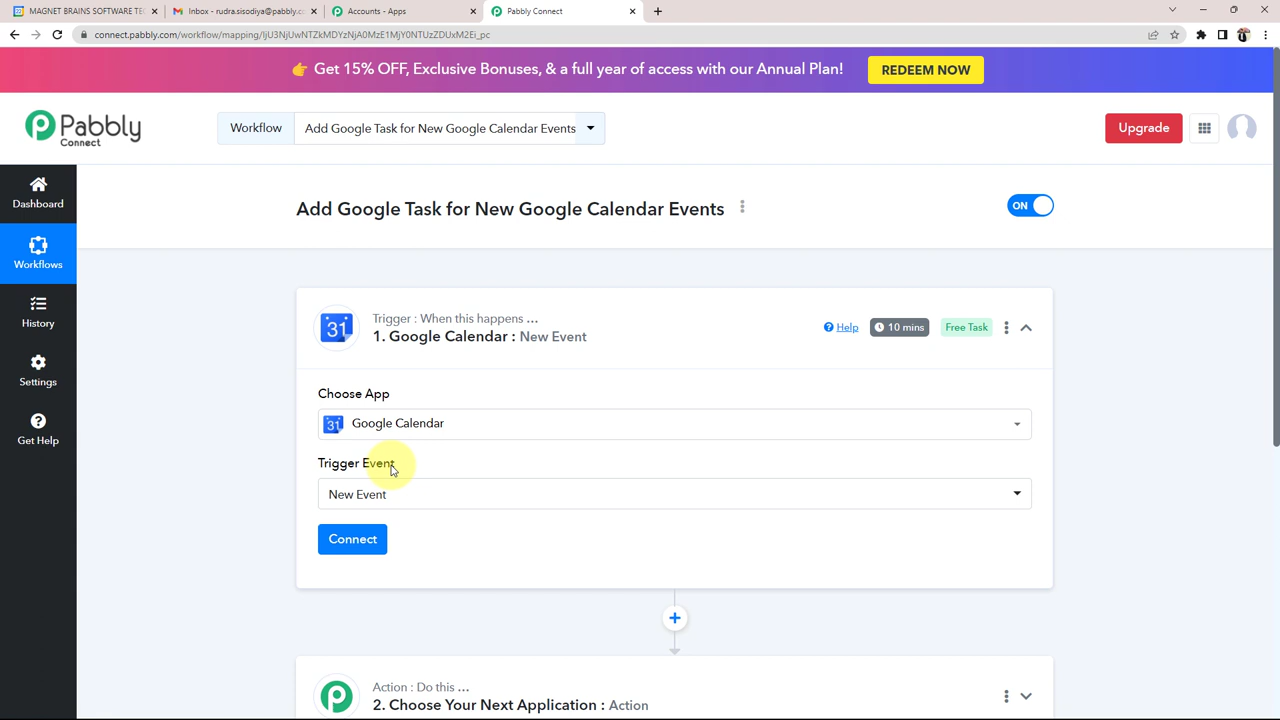 MAGNET BRAINS SOFTWARE TEC
Inbox - rudra.sisodiya@pabbly.c
Accounts - Apps
Pabbly Connect
connect.pabbly.com/workflow/mapping/IjU3NjUwNTZkMDYzNjA0MzE1MjY0NTUzZDUxM2Ei_pc
👉 Get 15% OFF, Exclusive Bonuses, & a full year of access with our Annual Plan!
REDEEM NOW
Pabbly
Connect
Workflow
Add Google Task for New Google Calendar Events
Upgrade
Dashboard
Workflows
History
Settings
Get Help
Add Google Task for New Google Calendar Events
ON
31
Trigger : When this happens ...
1. Google Calendar : New Event
Help
10 mins
Free Task
Choose App
31
Google Calendar
Trigger Event
New Event
Connect
Action : Do this ...
2. Choose Your Next Application : Action